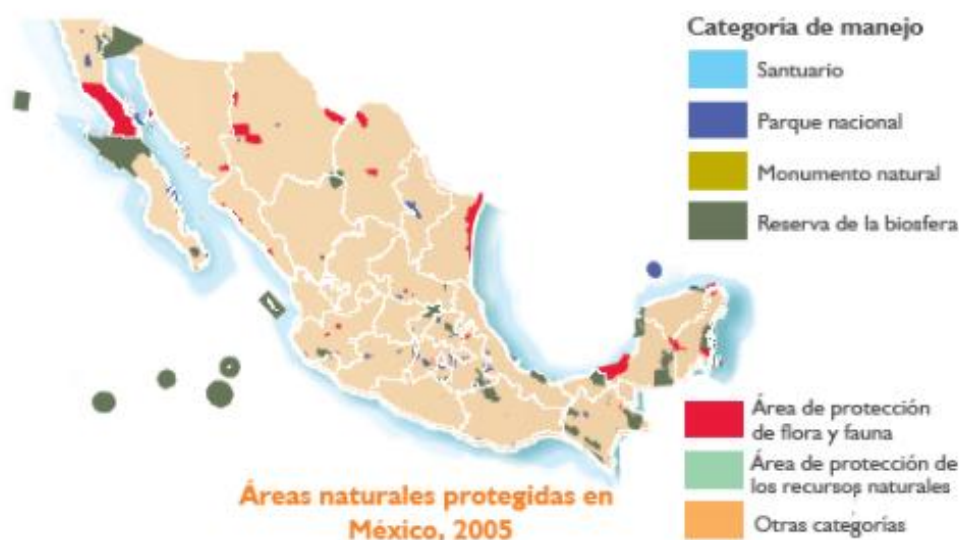 Categoría de manejo
Santuario
Parque nacional
Monumento natural
Reserva de la biosfera
Área de protección
de flora y fauna
Área de protección de
los recursos naturales
Otras categorías
Áreas naturales protegidas en
México, 2005